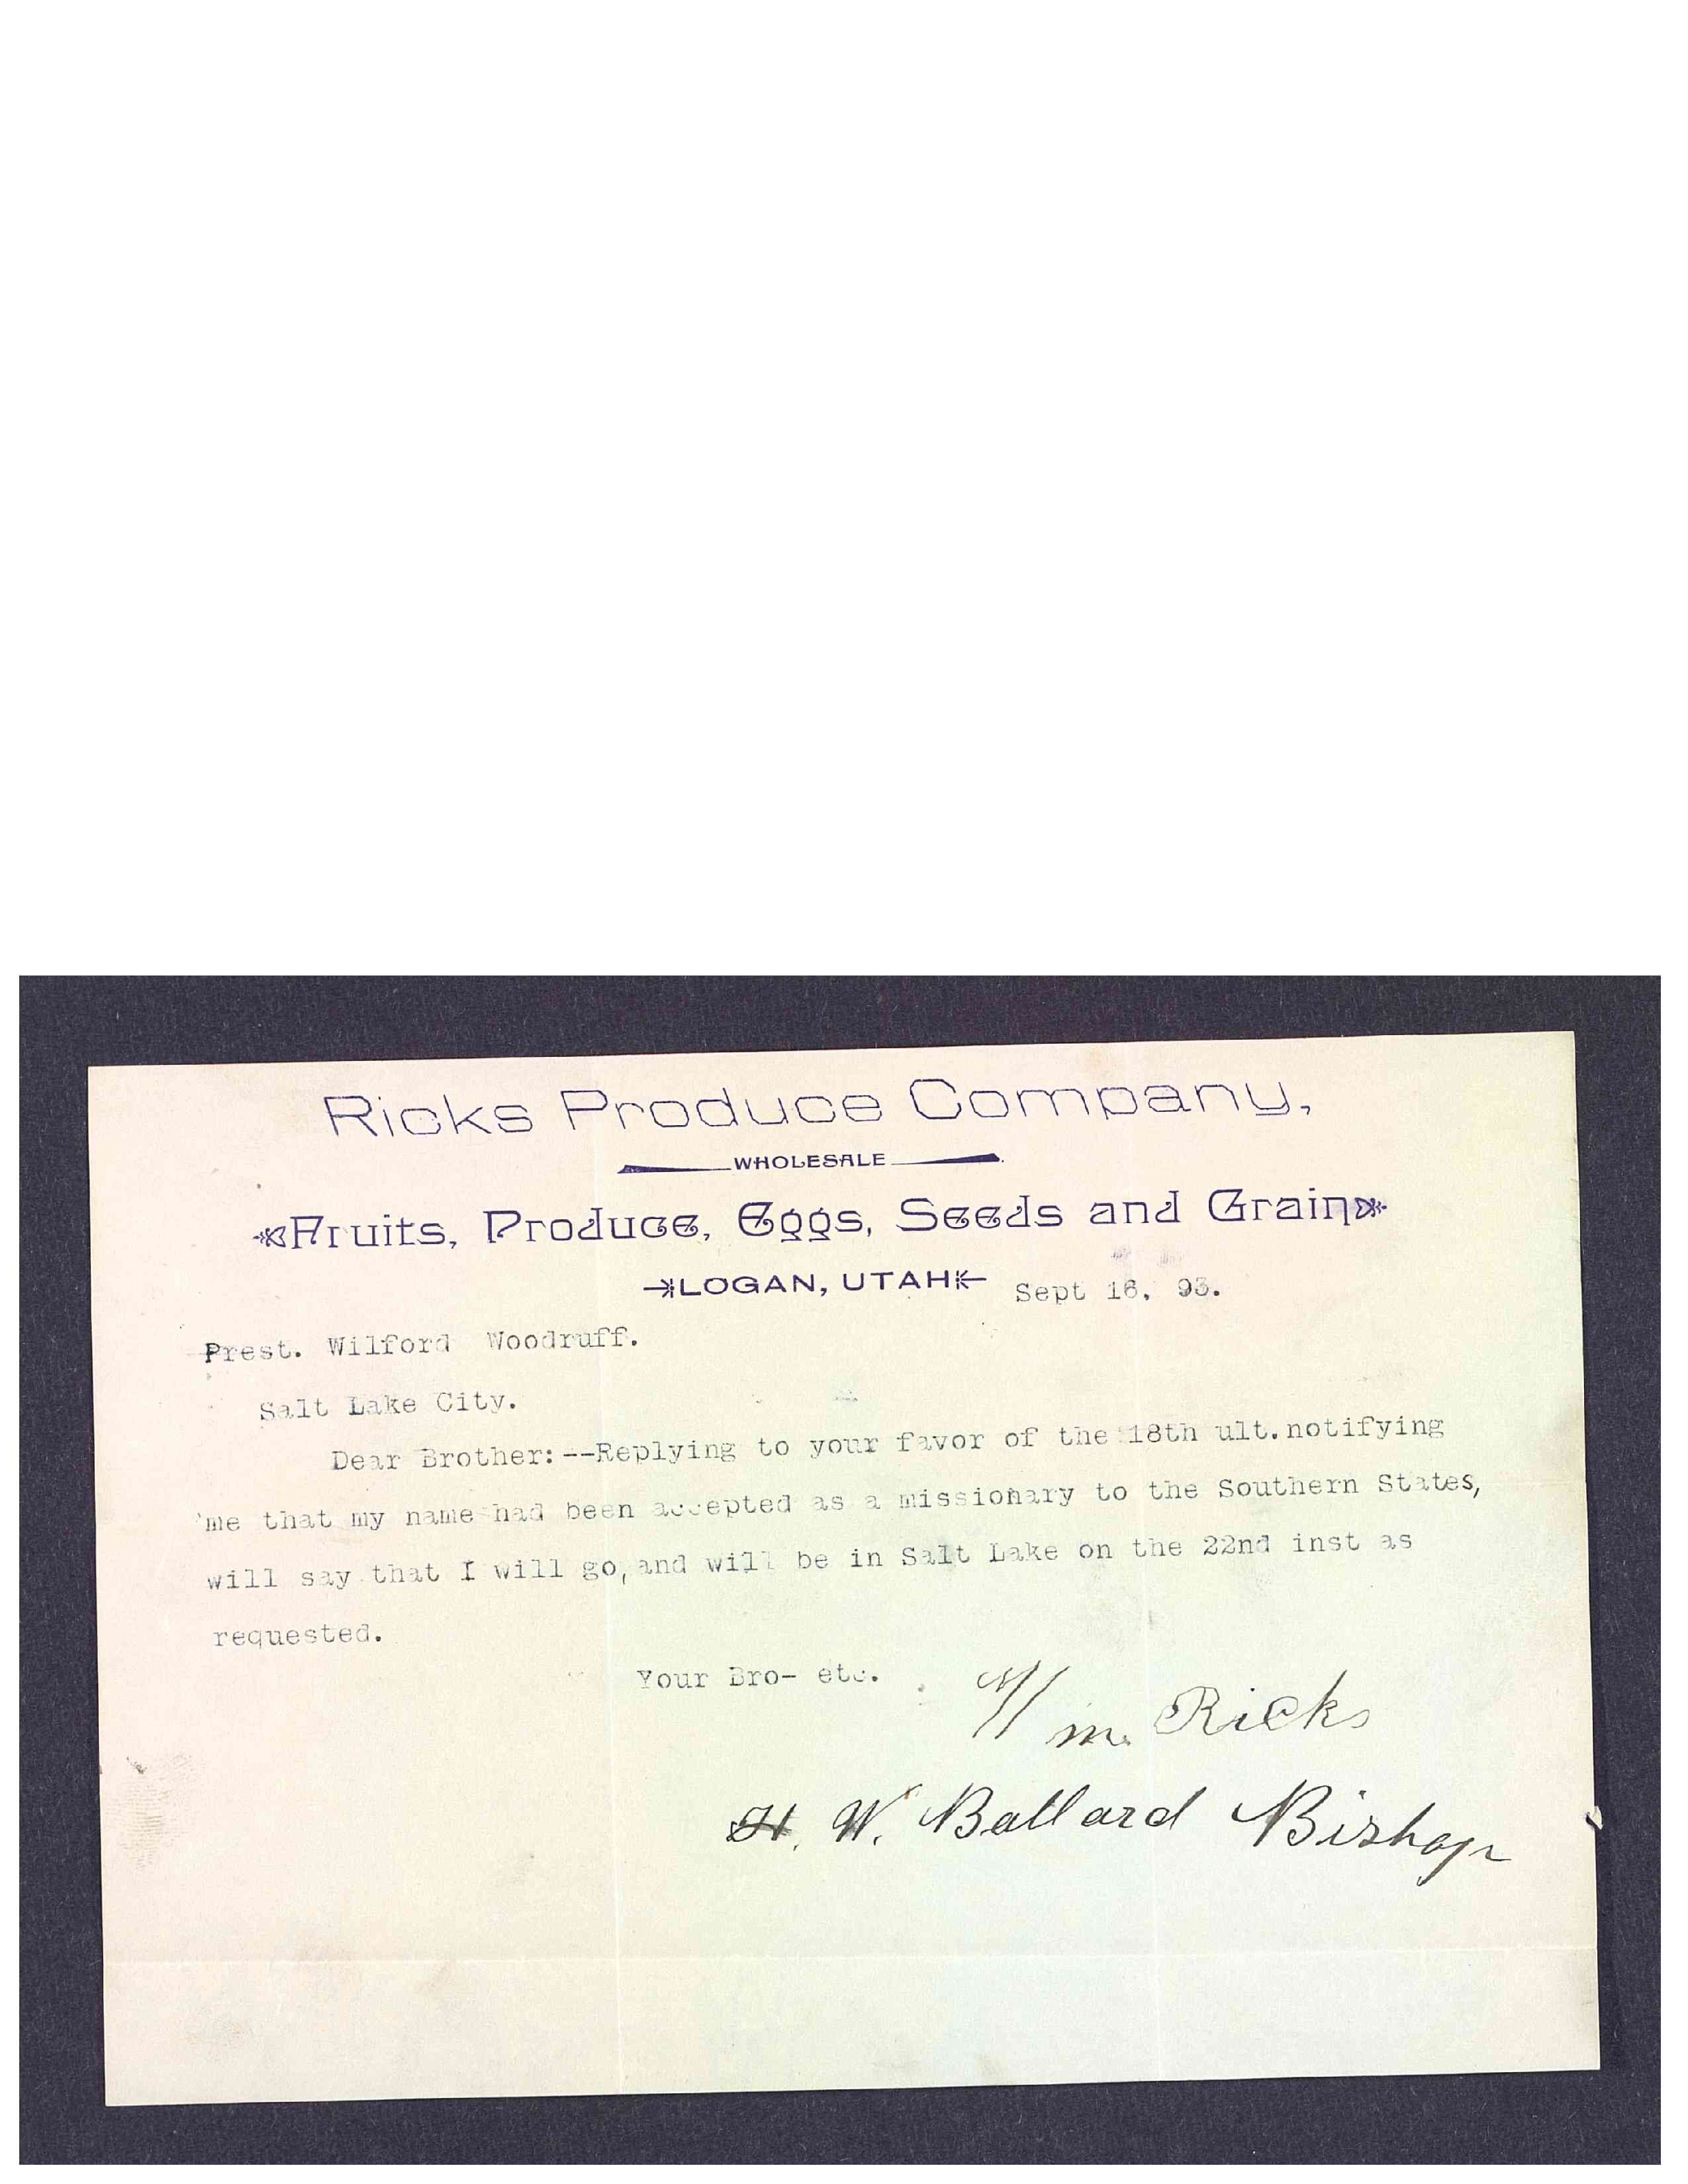 Ricks Produce Company,
WHOLESALE
Fruits, Produce, Eggs, Seeds and Grain
LOGAN, UTAH Sept 16, 93.
Prest. Wilford Woodruff.
Salt Lake City.
Dear Brother:--Replying to your favor of the 18th ult.notifying
me that my name had been accepted as a missionary to the Southern States,
will say that I will go, and will be in Salt Lake on the 22nd inst as
requested.
Your Bro- etc.
Wm. Ricks
H. W. Ballard Bishop